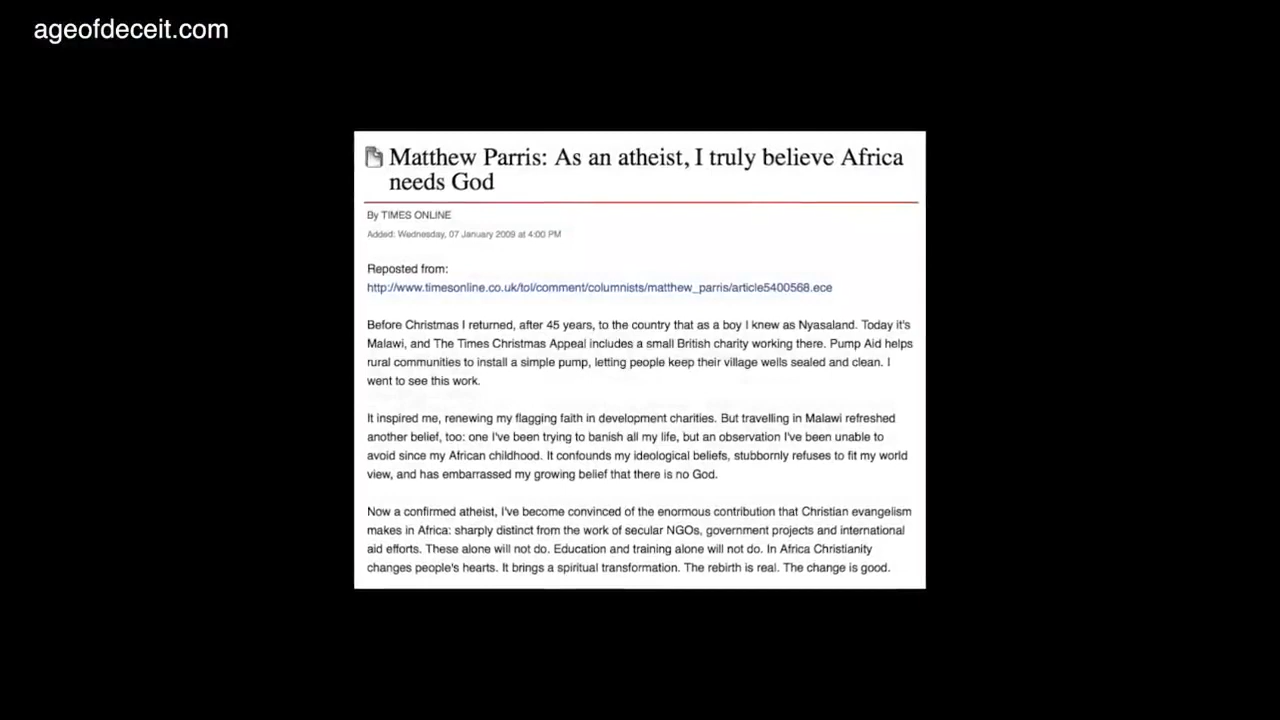 ageofdeceit.com
Matthew Parris: As an atheist, I truly believe Africa
needs God
By TIMES ONLINE
Added: Wednesday, 07 January 2009 at 4:00 PM
Reposted from:
http://www.timesonline.co.uk/tol/comment/columnists/matthew_parris/article5400568.ece
Before Christmas I returned, after 45 years, to the country that as a boy I knew as Nyasaland. Today it's
Malawi, and The Times Christmas Appeal includes a small British charity working there. Pump Aid helps
rural communities to install a simple pump, letting people keep their village wells sealed and clean. I
went to see this work.
It inspired me, renewing my flagging faith in development charities. But travelling in Malawi refreshed
another belief, too: one I've been trying to banish all my life, but an observation I've been unable to
avoid since my African childhood. It confounds my ideological beliefs, stubbornly refuses to fit my world
view, and has embarrassed my growing belief that there is no God.
Now a confirmed atheist, I've become convinced of the enormous contribution that Christian evangelism
makes in Africa: sharply distinct from the work of secular NGOs, government projects and international
aid efforts. These alone will not do. Education and training alone will not do. In Africa Christianity
changes people's hearts. It brings a spiritual transformation. The rebirth is real. The change is good.